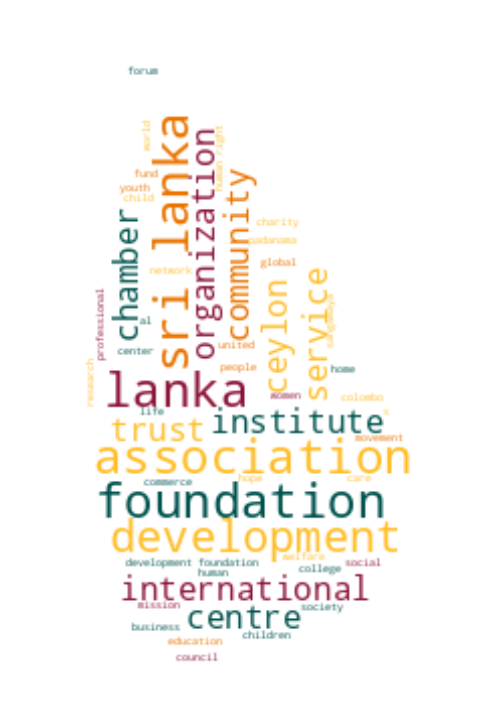 forum
world
sri lanka
organization
human right
fund
youth
child
community
chamber
charity
padanama
network
global
ceylon
service
professional
al
center
united
people
home
research
lanka
women
colombo
life
trust
institute
s
movement
association
commerce
hope
care
foundation
development
welfare
development foundation
social
human
college
international
mission
society
centre
business
children
education
council